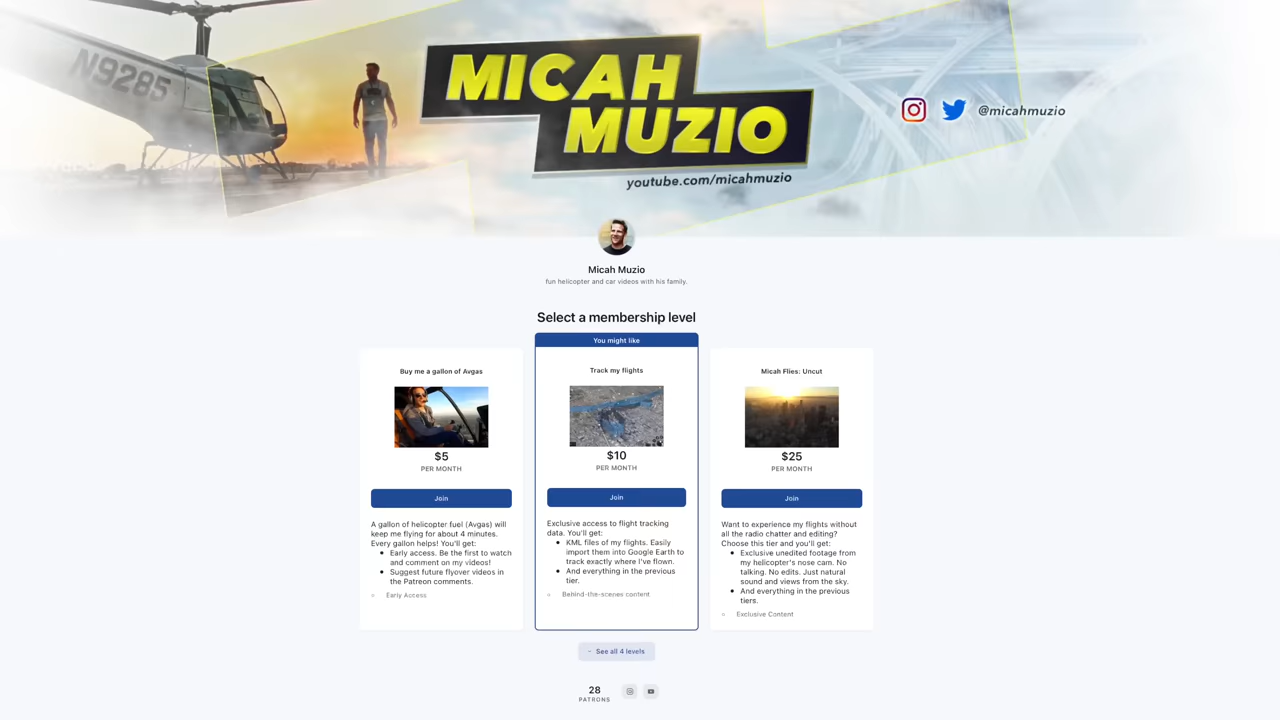 N9285
MICAH
MUZIO
@micahmuzio
youtube.com/micahmuzio
Micah Muzio
fun helicopter and car videos with his family.
Select a membership level
Buy me a gallon of Avgas
$5
PER MONTH
Join
A gallon of helicopter fuel (Avgas) will
keep me flying for about 4 minutes.
Every gallon helps! You'll get:
Early access. Be the first to watch
and comment on my videos!
Suggest future flyover videos in
the Patreon comments.
Early Access
You might like
Track my flights
$10
PER MONTH
Join
Exclusive access to flight tracking
data. You'll get:
KML files of my flights. Easily
import them into Google Earth to
track exactly where I've flown.
And everything in the previous
tier.
Behind-the-scenes content
Micah Flies: Uncut
$25
PER MONTH
Join
Want to experience my flights without
all the radio chatter and editing?
Choose this tier and you'll get:
Exclusive unedited footage from
my helicopter's nose cam. No
talking. No edits. Just natural
sound and views from the sky.
And everything in the previous
tiers.
Exclusive Content
See all 4 levels
28
PATRONS